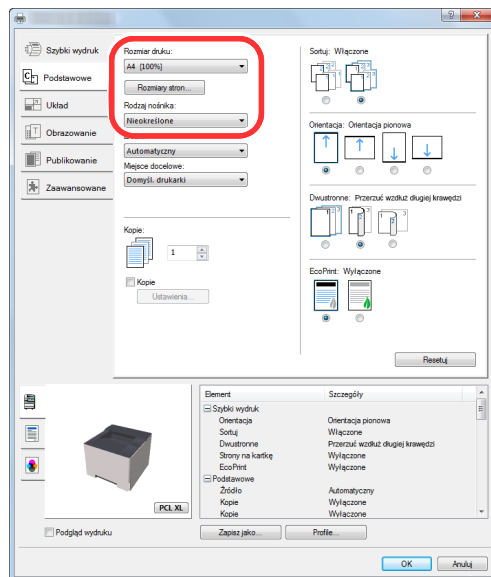 Szybki wydruk
Podstawowe
Układ
Obrazowanie
Publikowanie
Zaawansowane
Rozmiar druku:
A4 [100%]
Rozmiary stron...
Rodzaj nośnika:
Nieokreślone
Automatyczny
Miejsce docelowe:
Domyśl. drukarki
Kopie:
1
Kopie
Ustawienia...
Sortuj: Włączone
Orientacja: Orientacja pionowa
Dwustronne: Przerzuć wzdłuż długiej krawędzi
EcoPrint: Wyłączone
Resetuj
PCL XL
Podgląd wydruku
Element Szczegóły
Szybki wydruk
Orientacja Orientacja pionowa
Sortuj Włączone
Dwustronne Przerzuć wzdłuż długiej krawędzi
Strony na kartkę Wyłączone
EcoPrint Wyłączone
Podstawowe
Źródło Automatyczny
Kopie Wyłączone
Kopie Wyłączone
Zapisz jako... Profile...
OK Anuluj